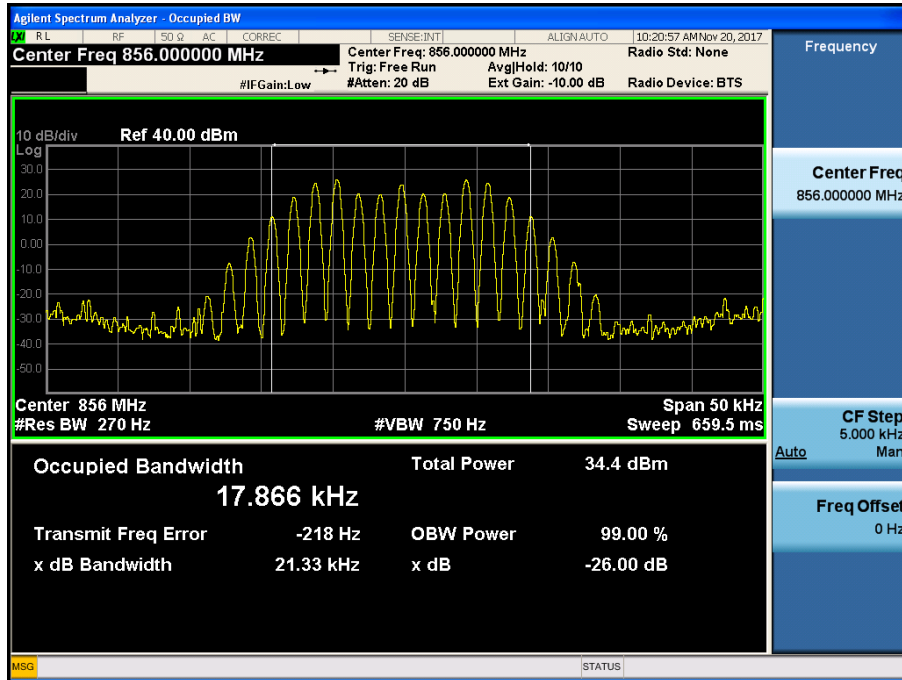 Agilent Spectrum Analyzer - Occupied BW
LXI RL RF 50 Ω AC CORREC SENSE:INT ALIGN AUTO 10:20:57 AM Nov 20, 2017
Center Freq 856.000000 MHz
Center Freq: 856.000000 MHz Radio Std: None
Trig: Free Run Avg|Hold: 10/10
#IFGain:Low #Atten: 20 dB Ext Gain: -10.00 dB Radio Device: BTS
10 dB/div Ref 40.00 dBm
Log
30.0
20.0
10.0
0.00
-10.0
-20.0
-30.0
-40.0
-50.0
Center 856 MHz Span 50 kHz
#Res BW 270 Hz #VBW 750 Hz Sweep 659.5 ms
Occupied Bandwidth Total Power 34.4 dBm
17.866 kHz
Transmit Freq Error -218 Hz OBW Power 99.00 %
x dB Bandwidth 21.33 kHz x dB -26.00 dB
MSG STATUS
Frequency
Center Freq
856.000000 MHz
CF Step
5.000 kHz
Auto Man
Freq Offset
0 Hz